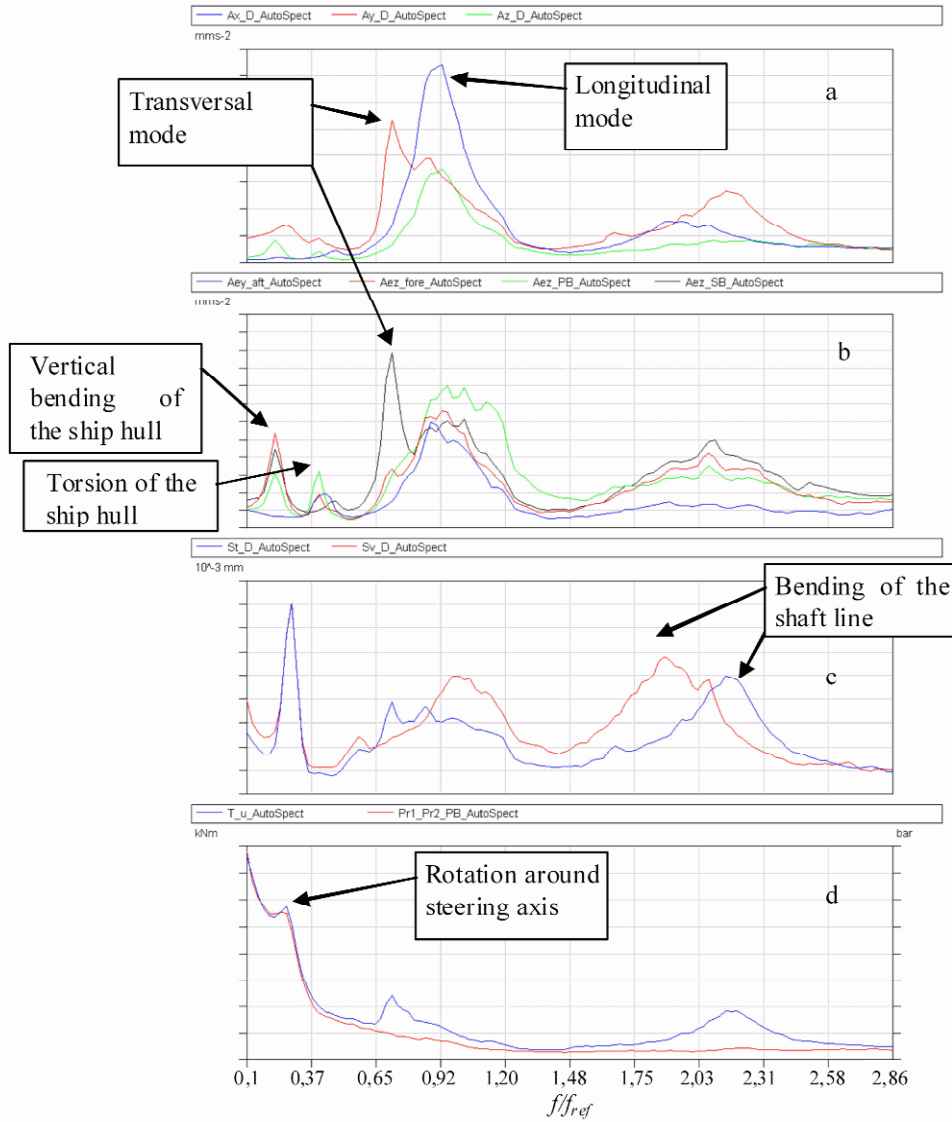 Ax_D_AutoSpect Ay_D_AutoSpect Az_D_AutoSpect
mms-2
Transversal
mode
Longitudinal
mode
a
Aey_aft_AutoSpect Aez_fore_AutoSpect Aez_PB_AutoSpect Aez_SB_AutoSpect
mms-2
b
Vertical
bending of
the ship hull
Torsion of the
ship hull
St_D_AutoSpect Sv_D_AutoSpect
10^-3 mm
Bending of the
shaft line
c
T_u_AutoSpect Pr1_Pr2_PB_AutoSpect
kNm bar
Rotation around
steering axis
d
0,1 0,37 0,65 0,92 1,20 1,48 1,75 2,03 2,31 2,58 2,86
f/fref